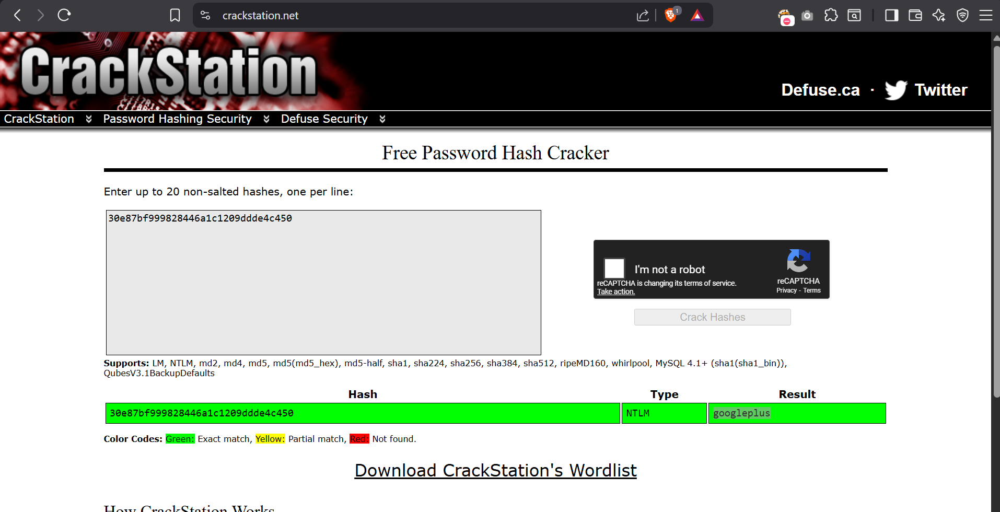 crackstation.net
1
CrackStation
Defuse.ca · Twitter
CrackStation Password Hashing Security Defuse Security
Free Password Hash Cracker
Enter up to 20 non-salted hashes, one per line:
30e87bf999828446a1c1209ddde4c450
I'm not a robot
reCAPTCHA is changing its terms of service.
Take action.
reCAPTCHA
Privacy - Terms
Crack Hashes
Supports: LM, NTLM, md2, md4, md5, md5(md5_hex), md5-half, sha1, sha224, sha256, sha384, sha512, ripeMD160, whirlpool, MySQL 4.1+ (sha1(sha1_bin)),
QubesV3.1BackupDefaults
Hash Type Result
30e87bf999828446a1c1209ddde4c450 NTLM googleplus
Color Codes: Green: Exact match, Yellow: Partial match, Red: Not found.
Download CrackStation's Wordlist
How CrackStation Works